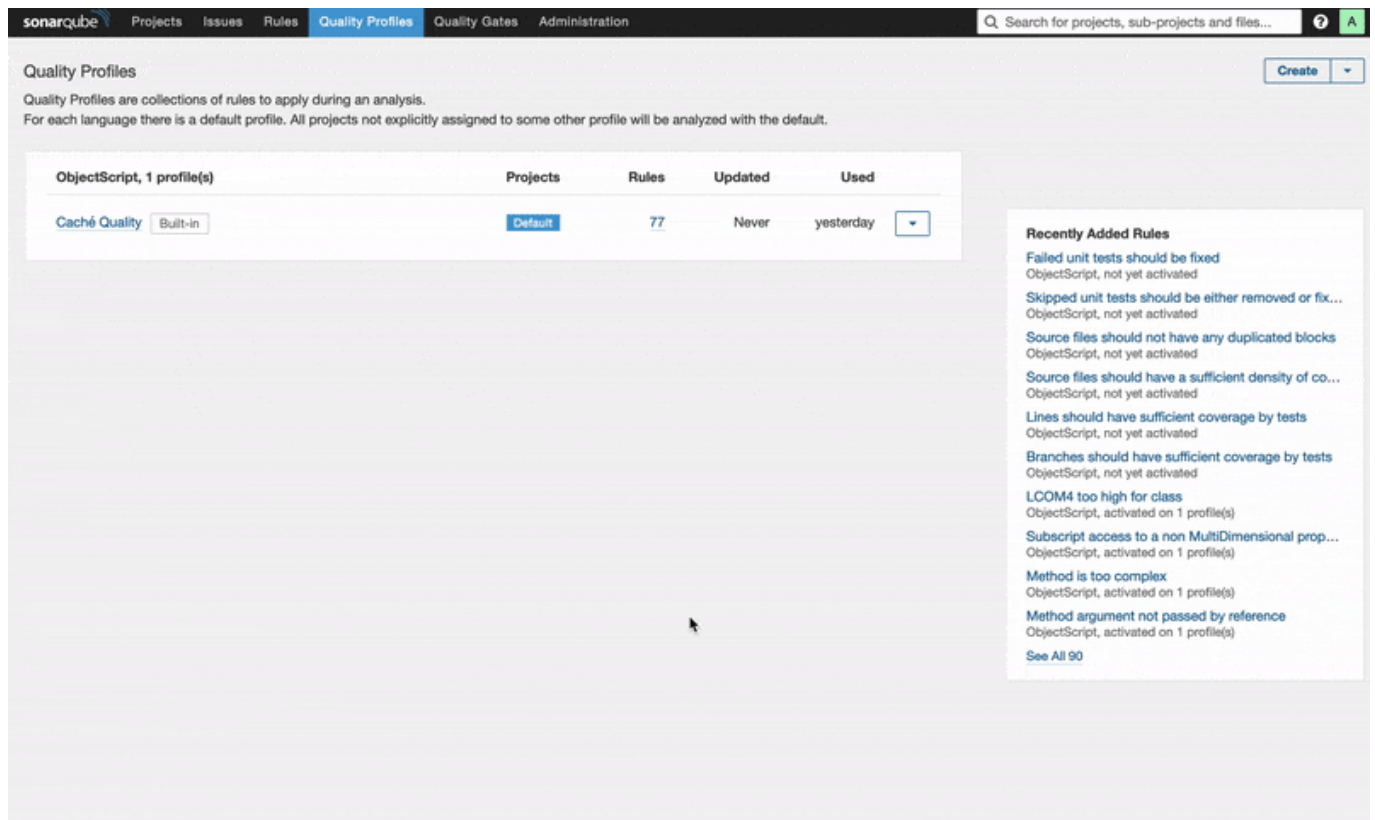 sonarqube Projects Issues Rules Quality Profiles Quality Gates Administration Search for projects, sub-projects and files... ? A
Quality Profiles
Create
Quality Profiles are collections of rules to apply during an analysis.
For each language there is a default profile. All projects not explicitly assigned to some other profile will be analyzed with the default.
ObjectScript, 1 profile(s) Projects Rules Updated Used
Caché Quality Built-in Default 77 Never yesterday
Recently Added Rules
Failed unit tests should be fixed
ObjectScript, not yet activated
Skipped unit tests should be either removed or fix...
ObjectScript, not yet activated
Source files should not have any duplicated blocks
ObjectScript, not yet activated
Source files should have a sufficient density of co...
ObjectScript, not yet activated
Lines should have sufficient coverage by tests
ObjectScript, not yet activated
Branches should have sufficient coverage by tests
ObjectScript, not yet activated
LCOM4 too high for class
ObjectScript, activated on 1 profile(s)
Subscript access to a non MultiDimensional prop...
ObjectScript, activated on 1 profile(s)
Method is too complex
ObjectScript, activated on 1 profile(s)
Method argument not passed by reference
ObjectScript, activated on 1 profile(s)
See All 90